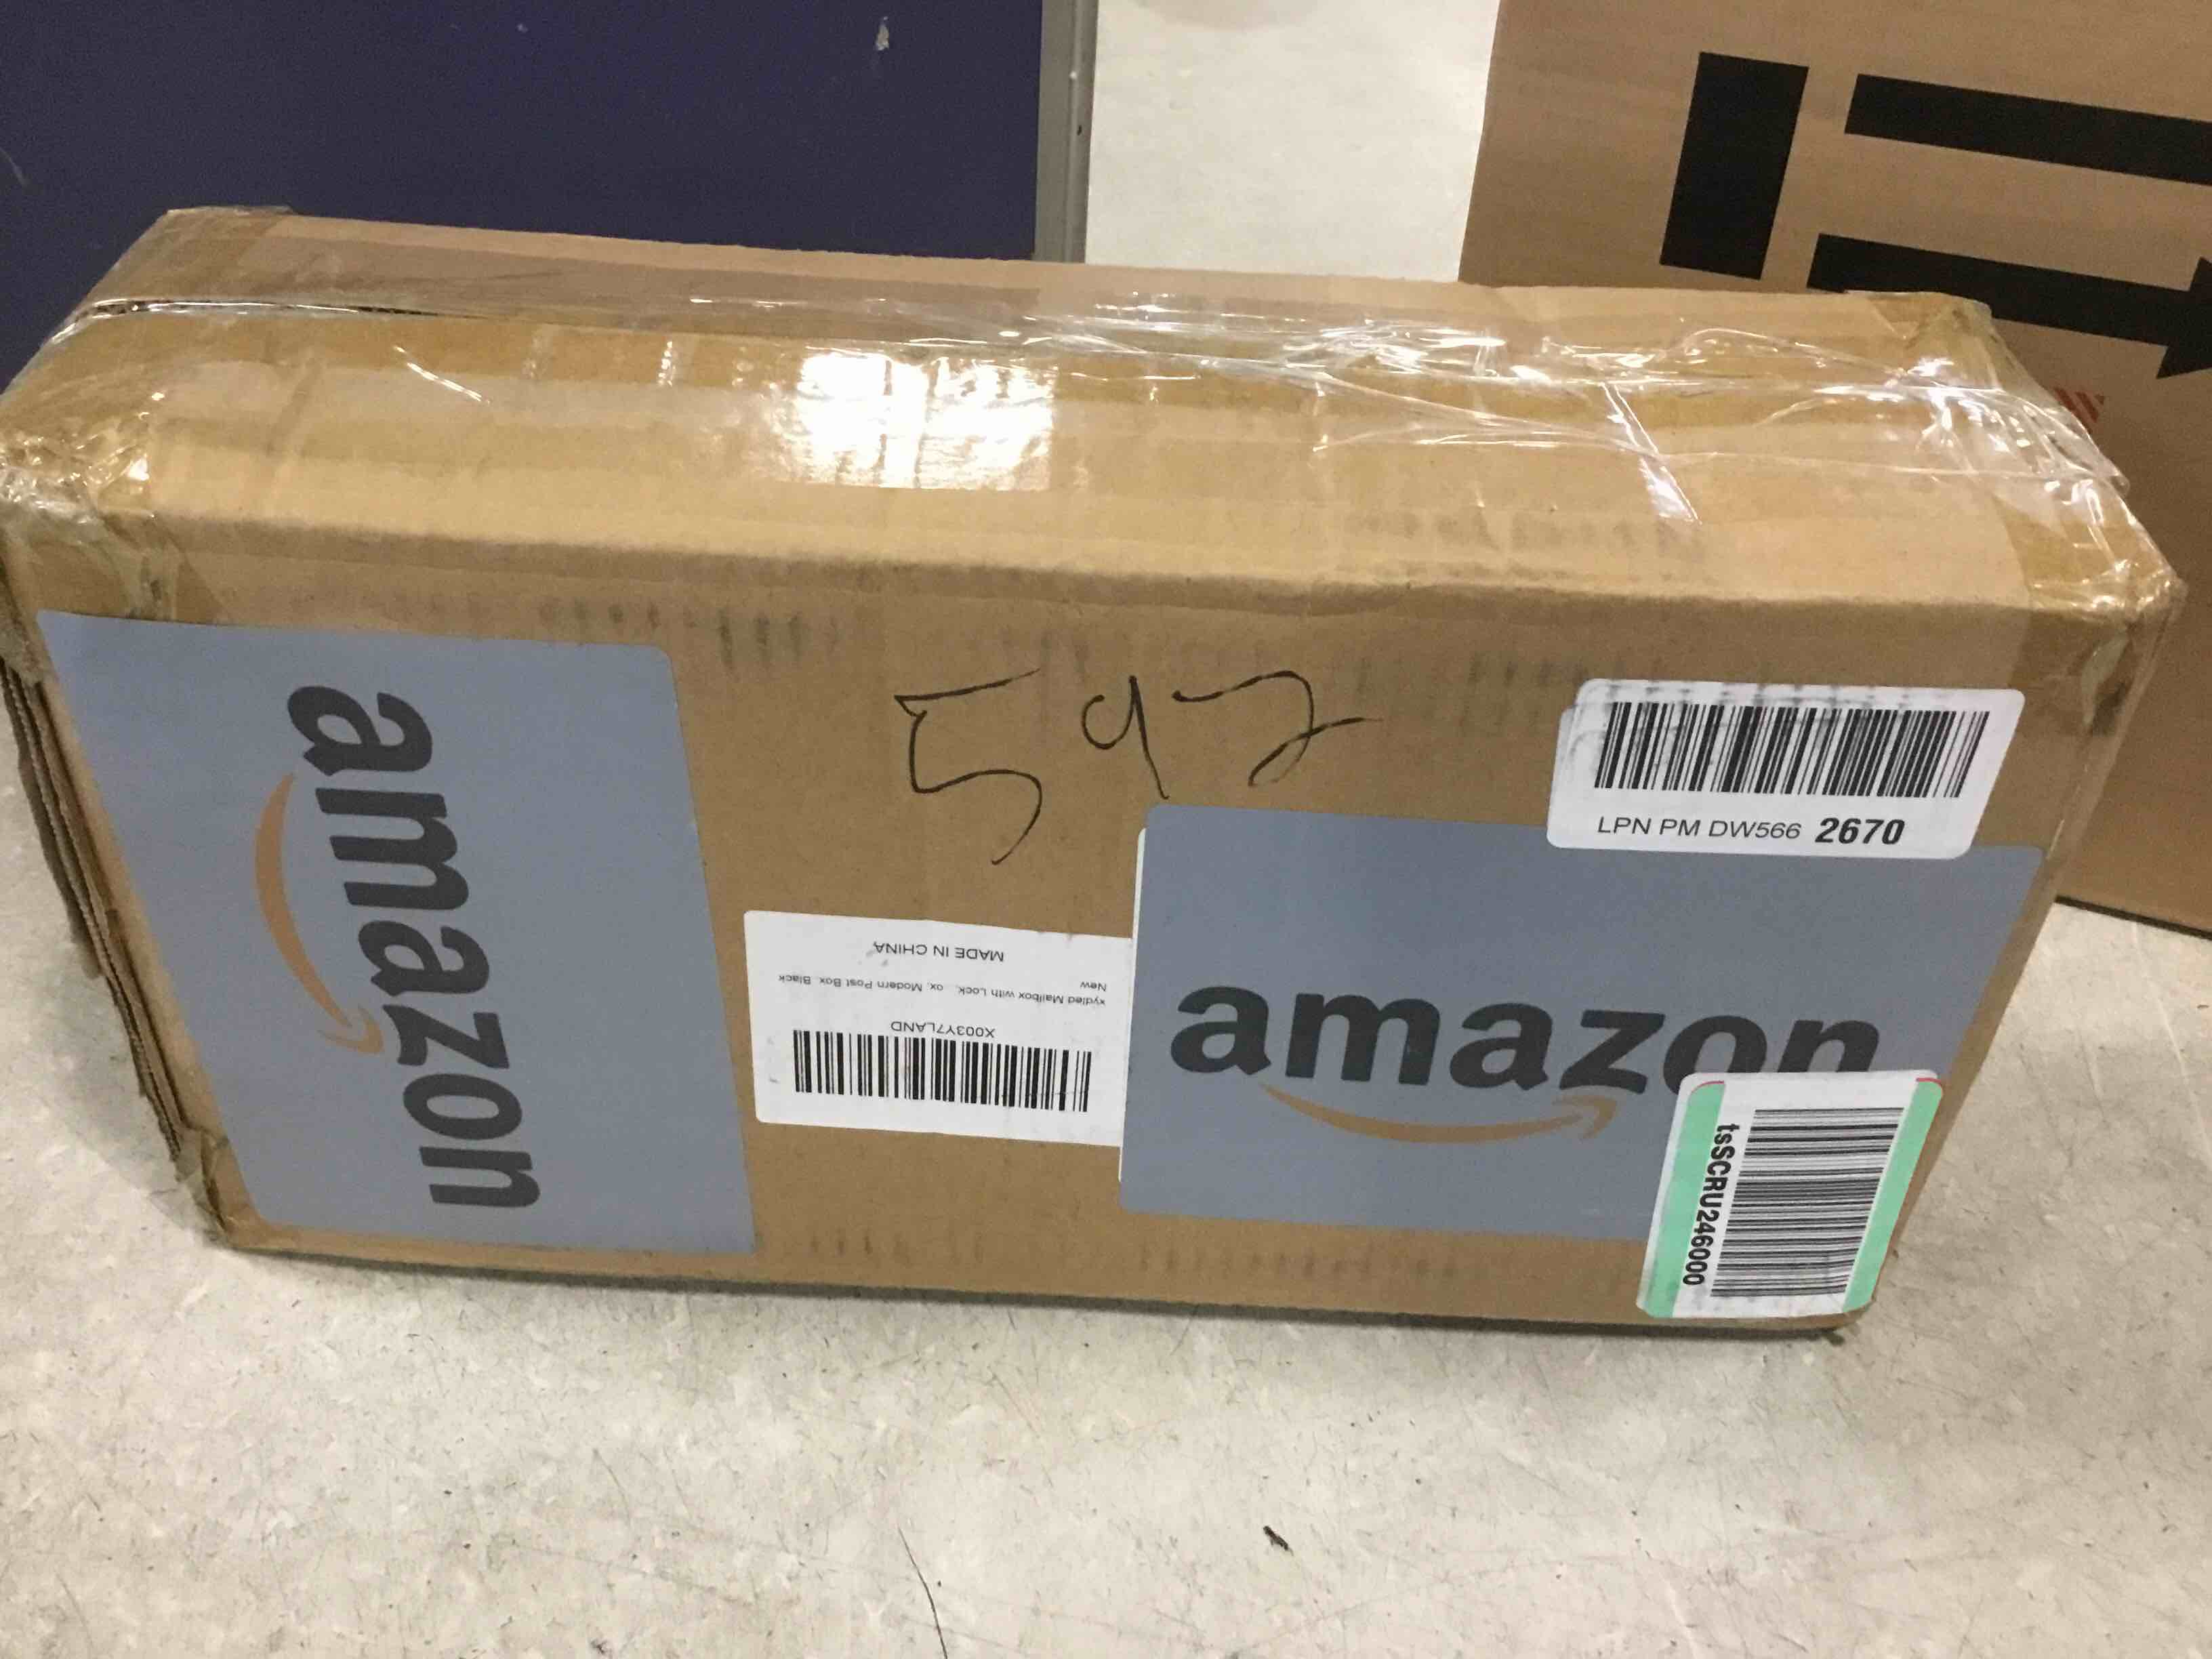 592
LPN PM DW566 2670
amazon
amazon
MADE IN CHINA
New
xydled Mailbox with Lock, ox, Modern Post Box, Black
X003Y7LAND
tsSCRU246000